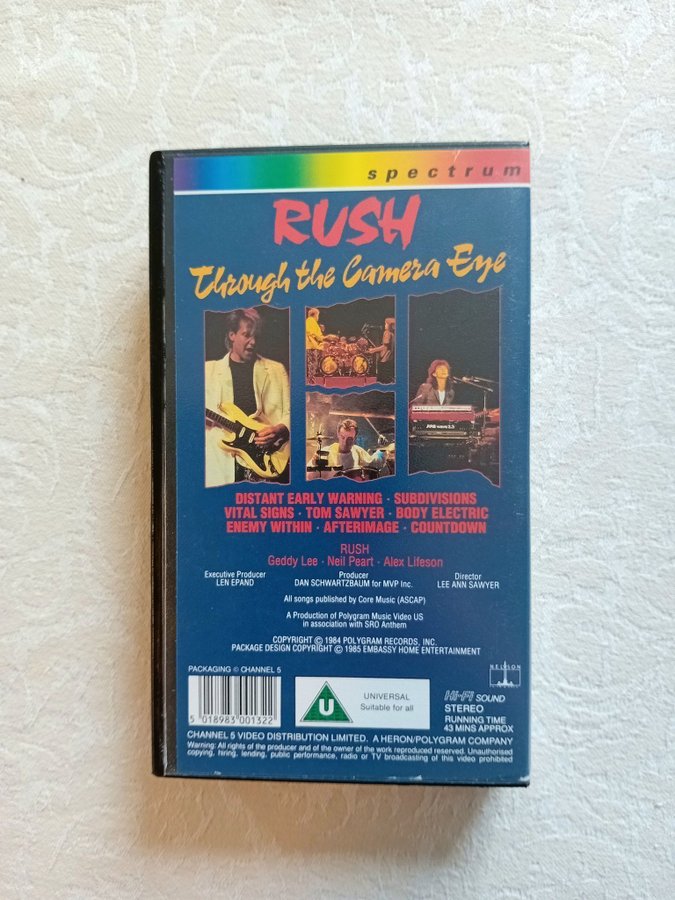 spectrum
RUSH
Through the Camera Eye
DISTANT EARLY WARNING · SUBDIVISIONS
VITAL SIGNS · TOM SAWYER · BODY ELECTRIC
ENEMY WITHIN · AFTERIMAGE · COUNTDOWN
RUSH
Geddy Lee · Neil Peart · Alex Lifeson
Executive Producer
LEN EPAND
Producer
DAN SCHWARTZBAUM for MVP Inc.
Director
LEE ANN SAWYER
All songs published by Core Music (ASCAP)
A Production of Polygram Music Video US
in association with SRO Anthem
COPYRIGHT © 1984 POLYGRAM RECORDS, INC.
PACKAGE DESIGN COPYRIGHT © 1985 EMBASSY HOME ENTERTAINMENT
PACKAGING © CHANNEL 5
5 018983 001322
U
UNIVERSAL
Suitable for all
NELSON
Hi-Fi SOUND
STEREO
RUNNING TIME
43 MINS APPROX
CHANNEL 5 VIDEO DISTRIBUTION LIMITED. A HERON/POLYGRAM COMPANY
Warning: All rights of the producer and of the owner of the work reproduced reserved. Unauthorised
copying, hiring, lending, public performance, radio or TV broadcasting of this video prohibited